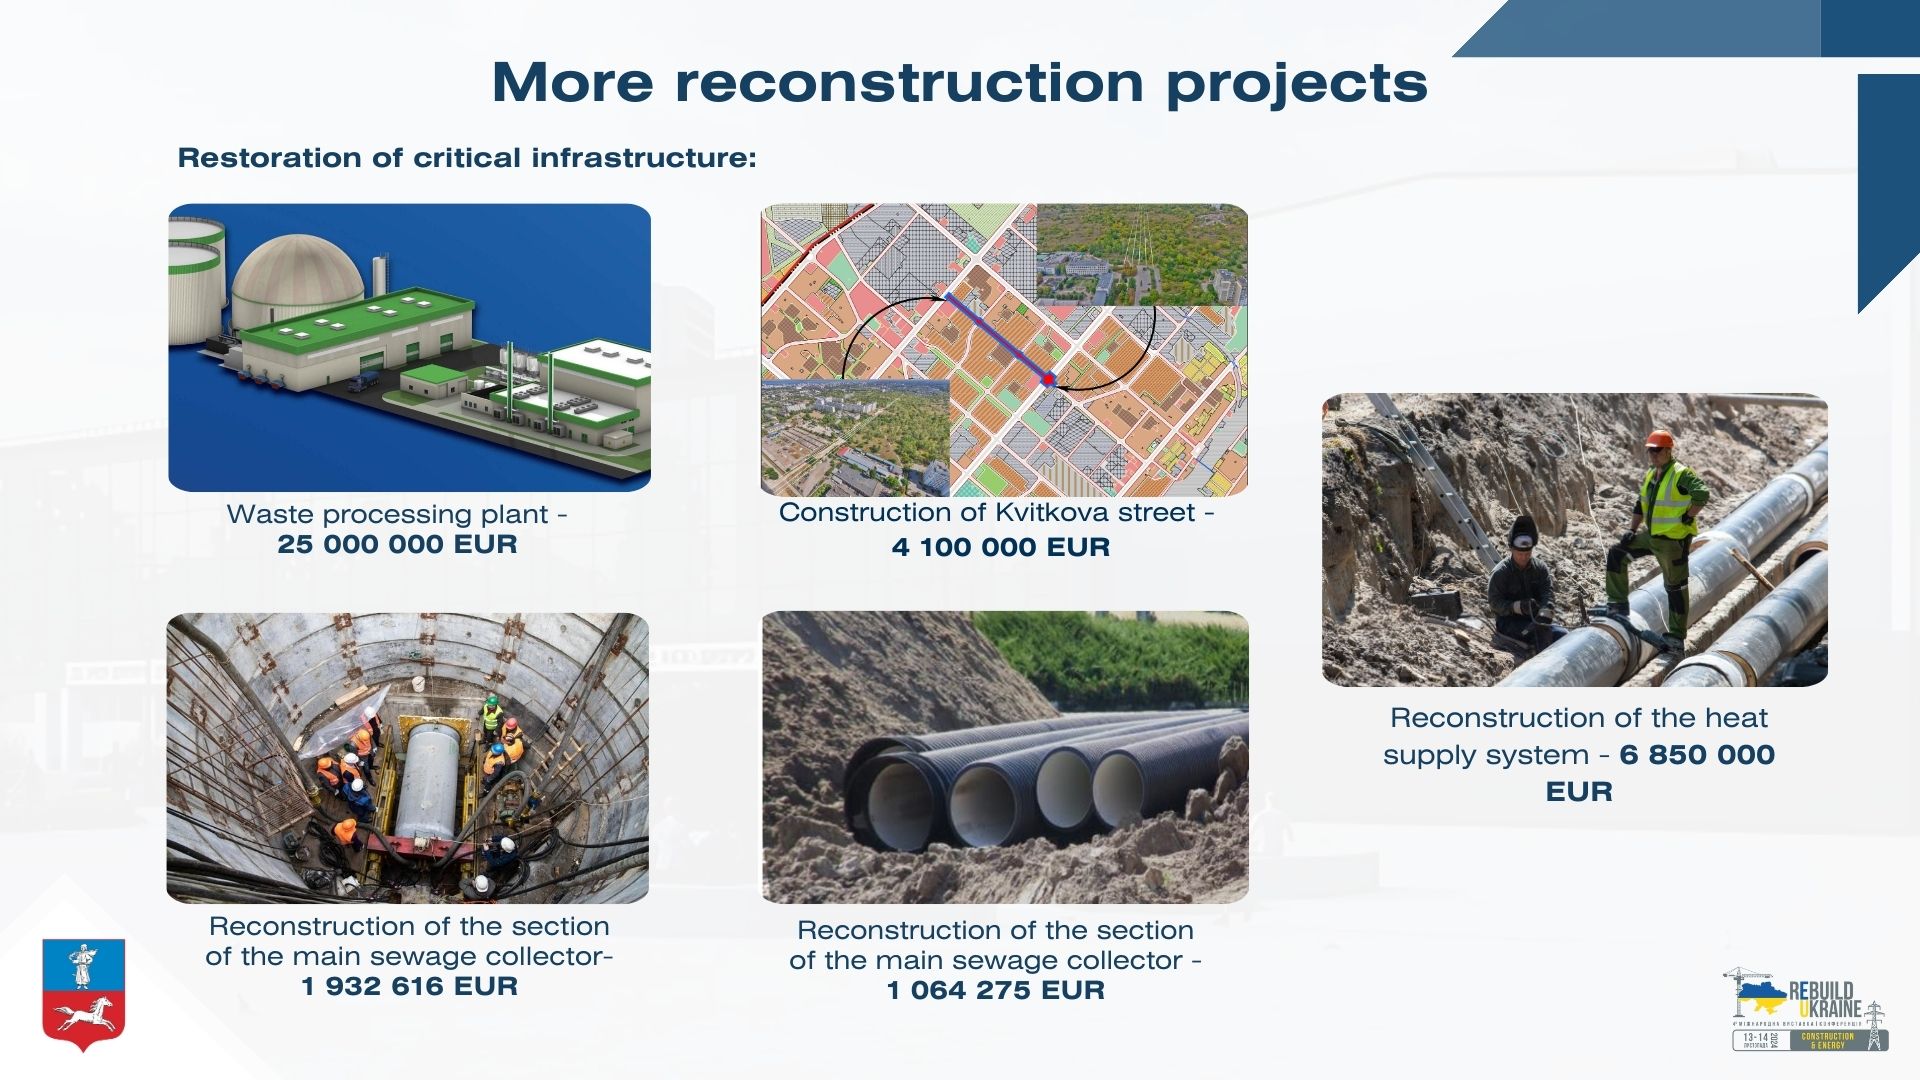 More reconstruction projects
Restoration of critical infrastructure:
Waste processing plant -
25 000 000 EUR
Construction of Kvitkova street -
4 100 000 EUR
Reconstruction of the heat
supply system - 6 850 000
EUR
Reconstruction of the section
of the main sewage collector-
1 932 616 EUR
Reconstruction of the section
of the main sewage collector -
1 064 275 EUR
REBUILD
UKRAINE
4ᵃ МІЖНАРОДНА ВИСТАВКА І КОНФЕРЕНЦІЯ
13-14
ЛИСТОПАДА
2024
CONSTRUCTION
& ENERGY